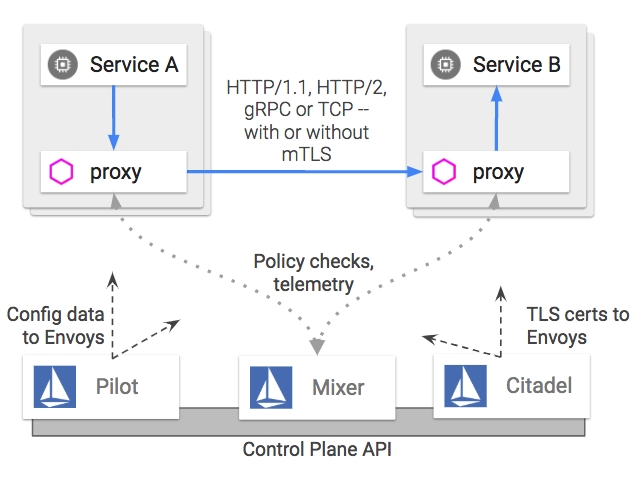 Service A
Service B
HTTP/1.1, HTTP/2,
gRPC or TCP --
with or without
mTLS
proxy
proxy
Policy checks,
telemetry
Config data
to Envoys
TLS certs to
Envoys
Pilot
Mixer
Citadel
Control Plane API